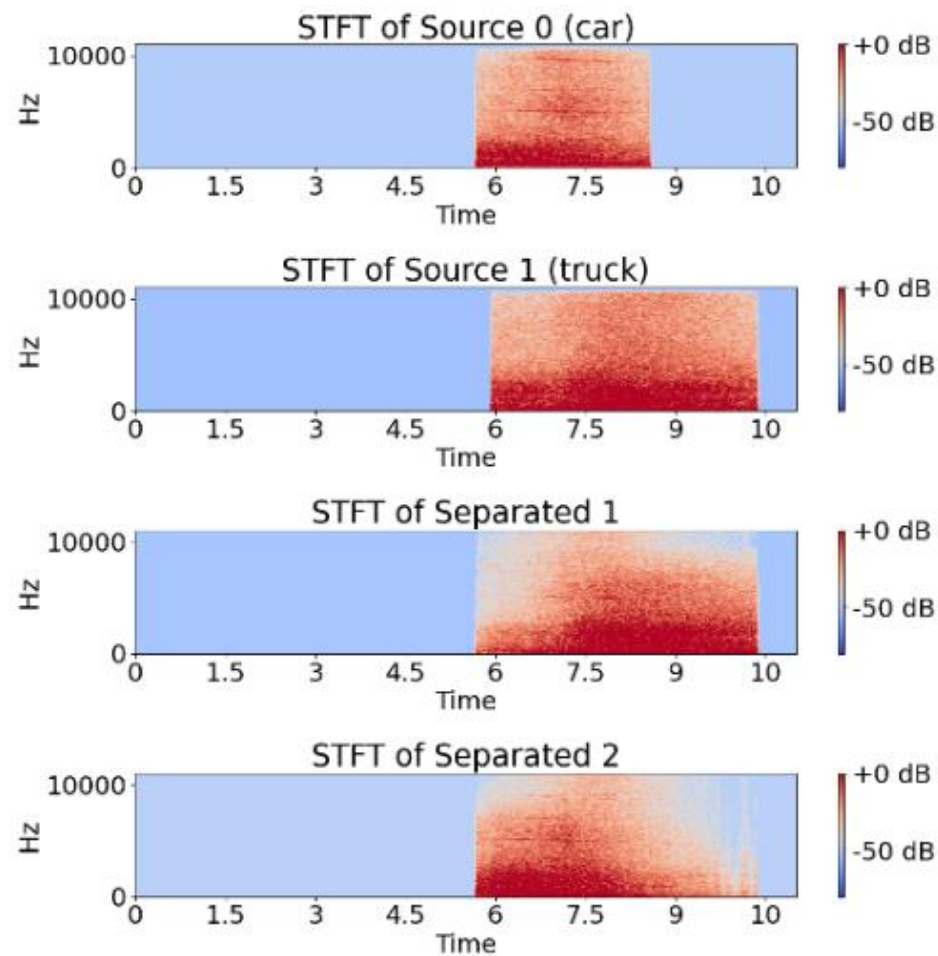 STFT of Source 0 (car)
10000
Hz
0
0 1.5 3 4.5 6 7.5 9 10
Time
+0 dB
-50 dB
STFT of Source 1 (truck)
10000
Hz
0
0 1.5 3 4.5 6 7.5 9 10
Time
+0 dB
-50 dB
STFT of Separated 1
10000
Hz
0
0 1.5 3 4.5 6 7.5 9 10
Time
+0 dB
-50 dB
STFT of Separated 2
10000
Hz
0
0 1.5 3 4.5 6 7.5 9 10
Time
+0 dB
-50 dB